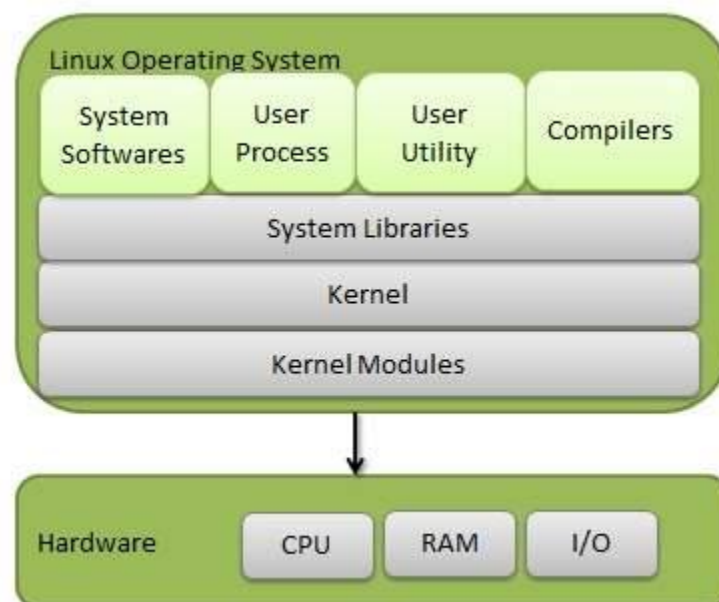 Linux Operating System
System
Softwares
User
Process
User
Utility
Compilers
System Libraries
Kernel
Kernel Modules
Hardware
CPU
RAM
I/O